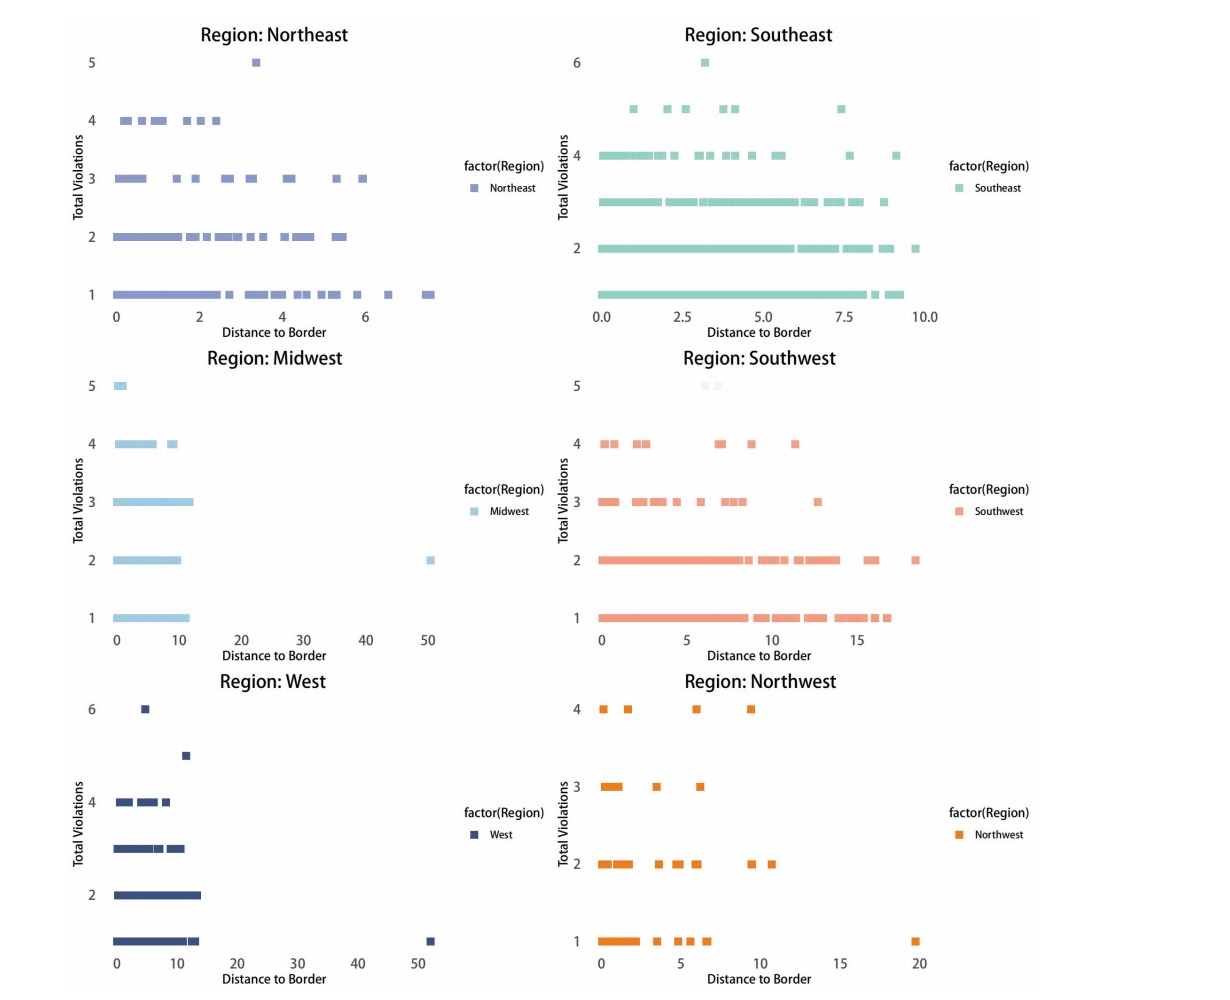 Region: Northeast
5
4
3
2
1
Total Violations
0 2 4 6
Distance to Border
factor(Region)
Northeast
Region: Southeast
6
4
2
Total Violations
0.0 2.5 5.0 7.5 10.0
Distance to Border
factor(Region)
Southeast
Region: Midwest
5
4
3
2
1
Total Violations
0 10 20 30 40 50
Distance to Border
factor(Region)
Midwest
Region: Southwest
5
4
3
2
1
Total Violations
0 5 10 15
Distance to Border
factor(Region)
Southwest
Region: West
6
4
2
Total Violations
0 10 20 30 40 50
Distance to Border
factor(Region)
West
Region: Northwest
4
3
2
1
Total Violations
0 5 10 15 20
Distance to Border
factor(Region)
Northwest